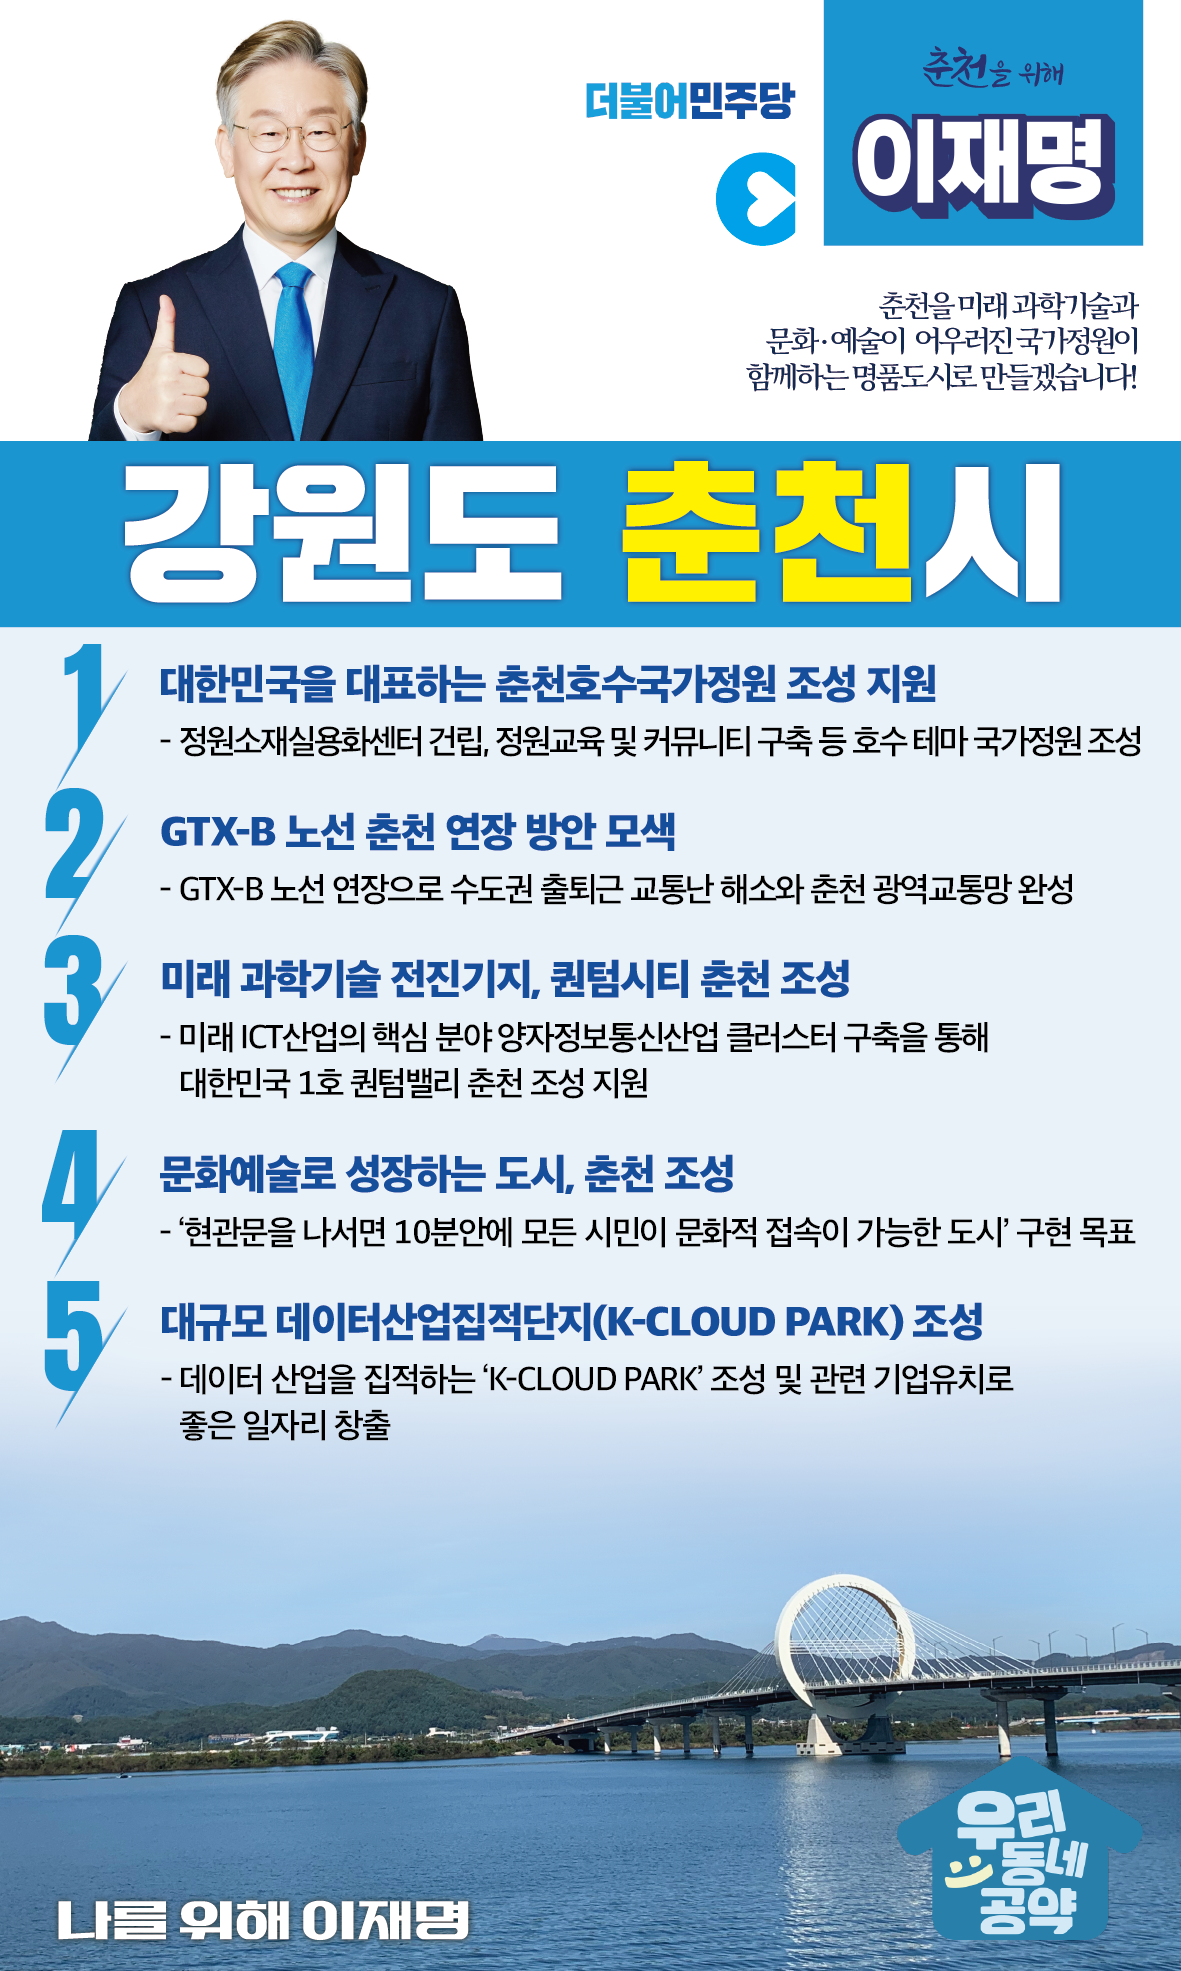 더불어민주당
춘천을 위해
이재명
춘천을 미래 과학기술과
문화·예술이 어우러진 국가정원이
함께하는 명품도시로 만들겠습니다!
강원도 춘천시
1
대한민국을 대표하는 춘천호수국가정원 조성 지원
- 정원소재실용화센터 건립, 정원교육 및 커뮤니티 구축 등 호수 테마 국가정원 조성
2
GTX-B 노선 춘천 연장 방안 모색
- GTX-B 노선 연장으로 수도권 출퇴근 교통난 해소와 춘천 광역교통망 완성
3
미래 과학기술 전진기지, 퀀텀시티 춘천 조성
- 미래 ICT산업의 핵심 분야 양자정보통신산업 클러스터 구축을 통해
대한민국 1호 퀀텀밸리 춘천 조성 지원
4
문화예술로 성장하는 도시, 춘천 조성
- ‘현관문을 나서면 10분안에 모든 시민이 문화적 접속이 가능한 도시’ 구현 목표
5
대규모 데이터산업집적단지(K-CLOUD PARK) 조성
- 데이터 산업을 집적하는 ‘K-CLOUD PARK’ 조성 및 관련 기업유치로
좋은 일자리 창출
우리
동네
공약
나를 위해 이재명